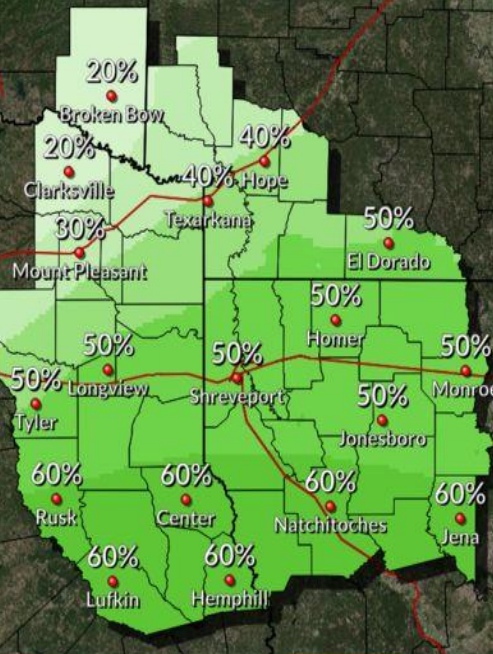 20%
Broken Bow
20%
Clarksville
40%
Hope
40%
Texarkana
30%
Mount Pleasant
50%
El Dorado
50%
Homer
50%
Longview
50%
Shreveport
50%
Monroe
50%
Tyler
50%
Jonesboro
60%
Rusk
60%
Center
60%
Natchitoches
60%
Jena
60%
Lufkin
60%
Hemphill